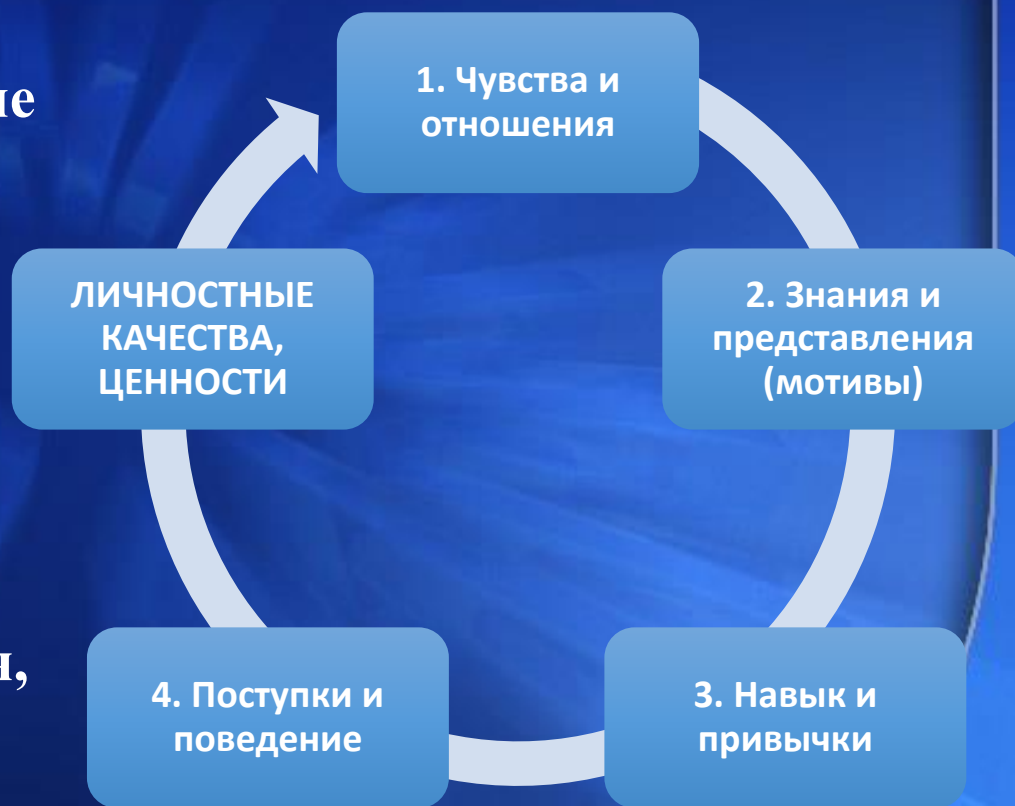 1. Чувства и
отношения
2. Знания и
представления
(мотивы)
3. Навык и
привычки
4. Поступки и
поведение
ЛИЧНОСТНЫЕ
КАЧЕСТВА,
ЦЕННОСТИ